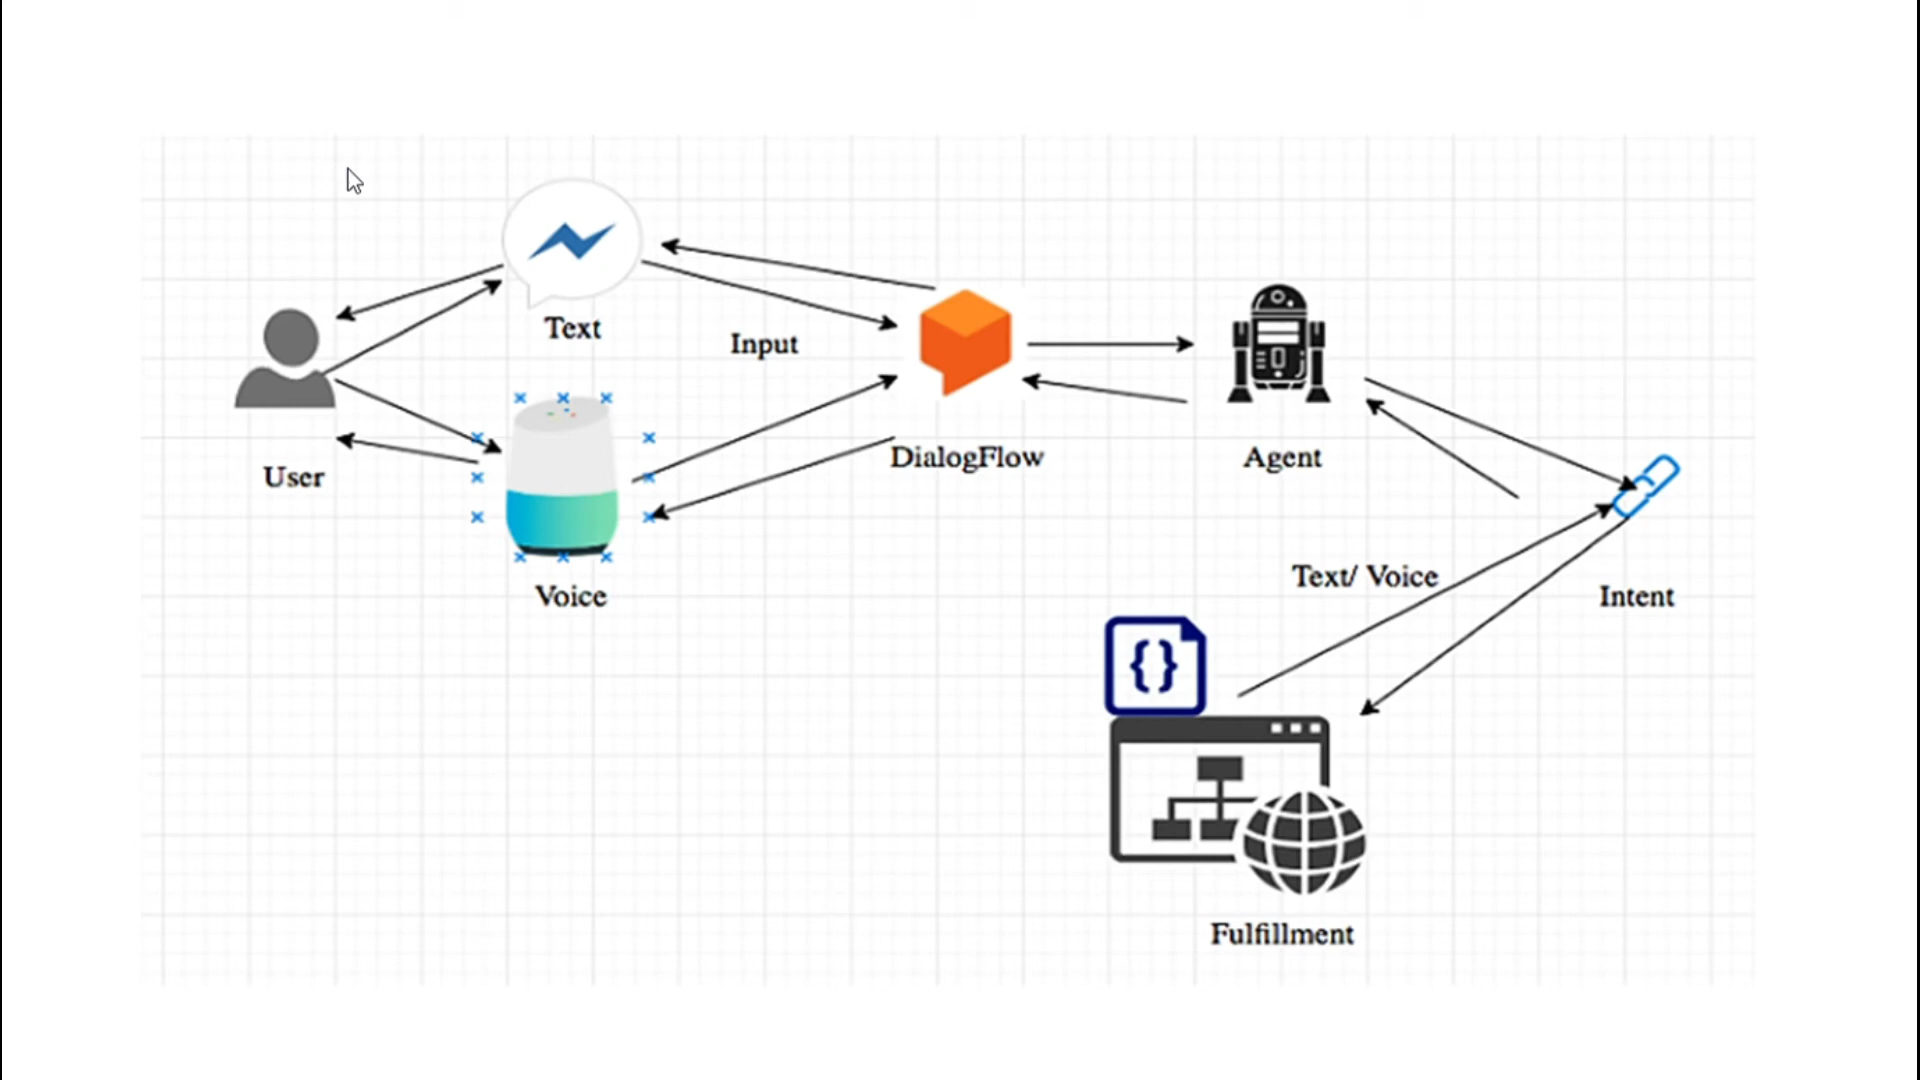 Text
Input
User
DialogFlow
Agent
Voice
Text/ Voice
Intent
{}
Fulfillment